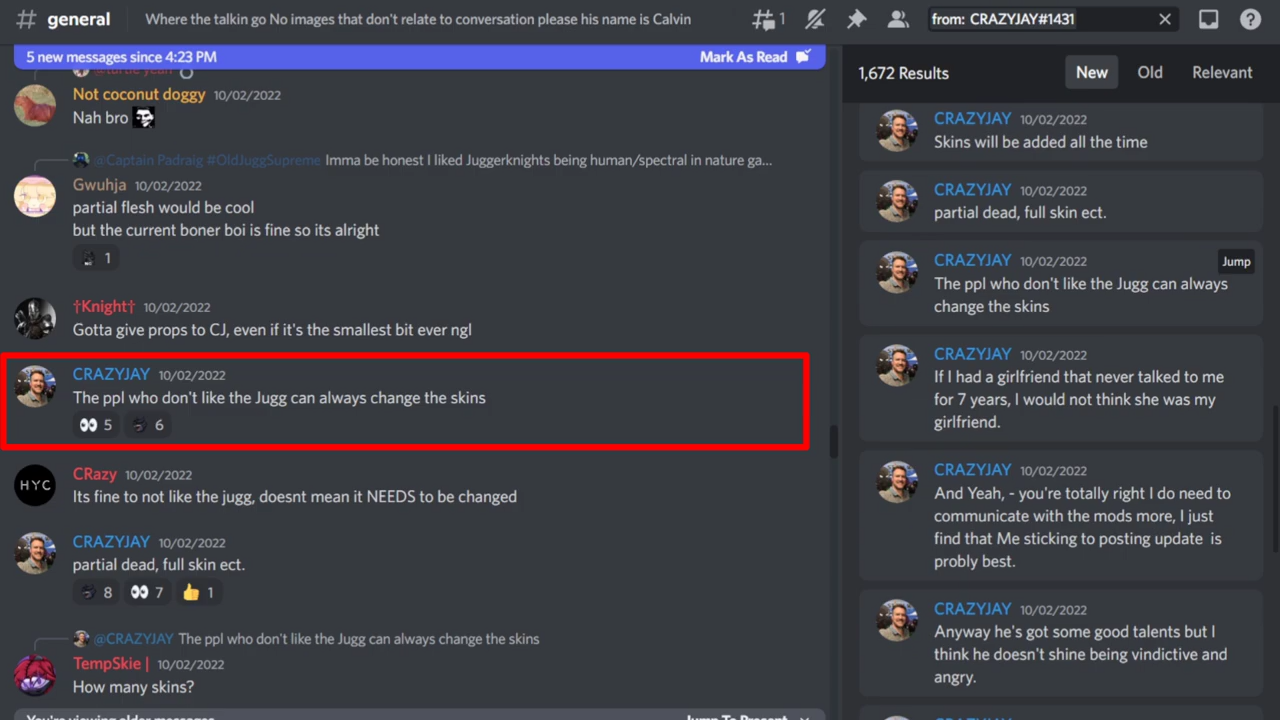 # general
Where the talkin go No images that don't relate to conversation please his name is Calvin
1
from: CRAZYJAY#1431
5 new messages since 4:23 PM
Mark As Read
@turtle yeah
Not coconut doggy 10/02/2022
Nah bro
@Captain Padraig #OldJuggSupreme Imma be honest I liked Juggerknights being human/spectral in nature ga...
Gwuhja 10/02/2022
partial flesh would be cool
but the current boner boi is fine so its alright
1
†Knight† 10/02/2022
Gotta give props to CJ, even if it's the smallest bit ever ngl
CRAZYJAY 10/02/2022
The ppl who don't like the Jugg can always change the skins
5 6
HYC
CRazy 10/02/2022
Its fine to not like the jugg, doesnt mean it NEEDS to be changed
CRAZYJAY 10/02/2022
partial dead, full skin ect.
8 7 1
@CRAZYJAY The ppl who don't like the Jugg can always change the skins
TempSkie | 10/02/2022
How many skins?
You're viewing older messages
Jump To Present
1,672 Results
New Old Relevant
CRAZYJAY 10/02/2022
Skins will be added all the time
CRAZYJAY 10/02/2022
partial dead, full skin ect.
CRAZYJAY 10/02/2022
Jump
The ppl who don't like the Jugg can always
change the skins
CRAZYJAY 10/02/2022
If I had a girlfriend that never talked to me
for 7 years, I would not think she was my
girlfriend.
CRAZYJAY 10/02/2022
And Yeah, - you're totally right I do need to
communicate with the mods more, I just
find that Me sticking to posting update is
probly best.
CRAZYJAY 10/02/2022
Anyway he's got some good talents but I
think he doesn't shine being vindictive and
angry.